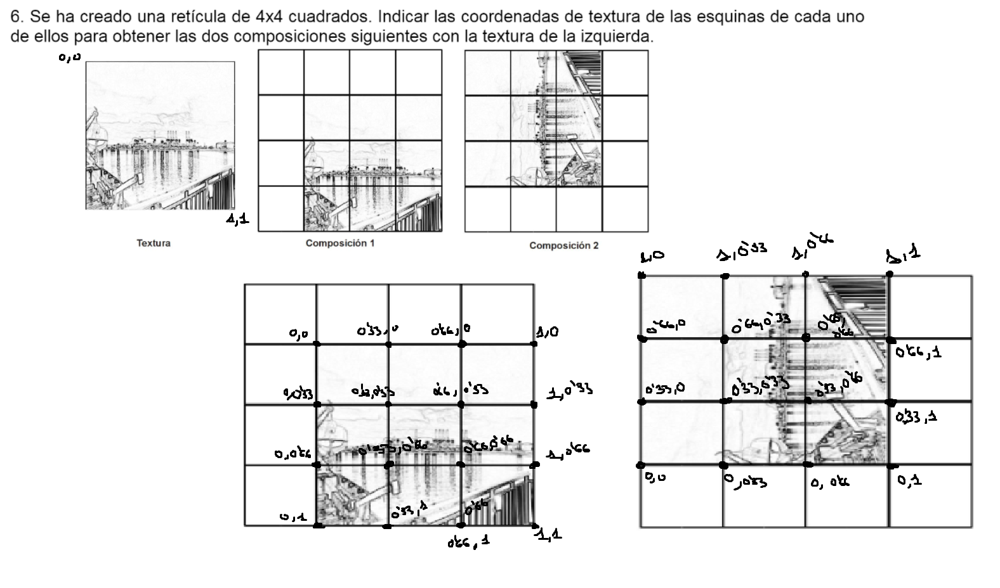 6. Se ha creado una retícula de 4x4 cuadrados. Indicar las coordenadas de textura de las esquinas de cada uno
de ellos para obtener las dos composiciones siguientes con la textura de la izquierda.
0,0
1,1
Textura
Composición 1
Composición 2
1,0 1,0'33 1,0'66 1,1
0,0 0'33,0 0'66,0 1,0
0'66,0 0'66,0'33 0'66, 0'66
0'66,1
0,0'33 0'33,0'33 0'66,0'33 1,0'33
0'33,0 0'33,0'33 0'33,0'66
0'33,1
0,0'66 0'33,0'66 0'66,0'66 1,0'66
0,0 0,0'33 0,0'66 0,1
0,1 0'33,1 0'66
0'66,1 1,1